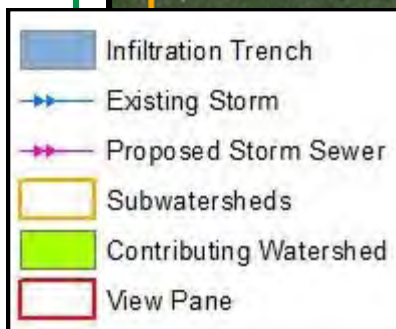 Infiltration Trench
Existing Storm
Proposed Storm Sewer
Subwatersheds
Contributing Watershed
View Pane